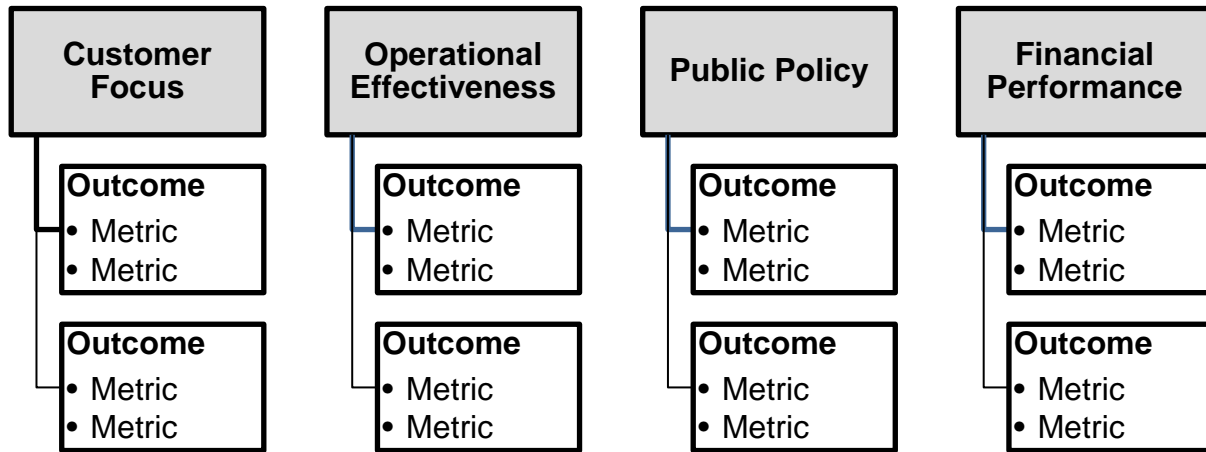 Customer
Focus
Outcome
• Metric
• Metric
Outcome
• Metric
• Metric
Operational
Effectiveness
Outcome
• Metric
• Metric
Outcome
• Metric
• Metric
Public Policy
Outcome
• Metric
• Metric
Outcome
• Metric
• Metric
Financial
Performance
Outcome
• Metric
• Metric
Outcome
• Metric
• Metric